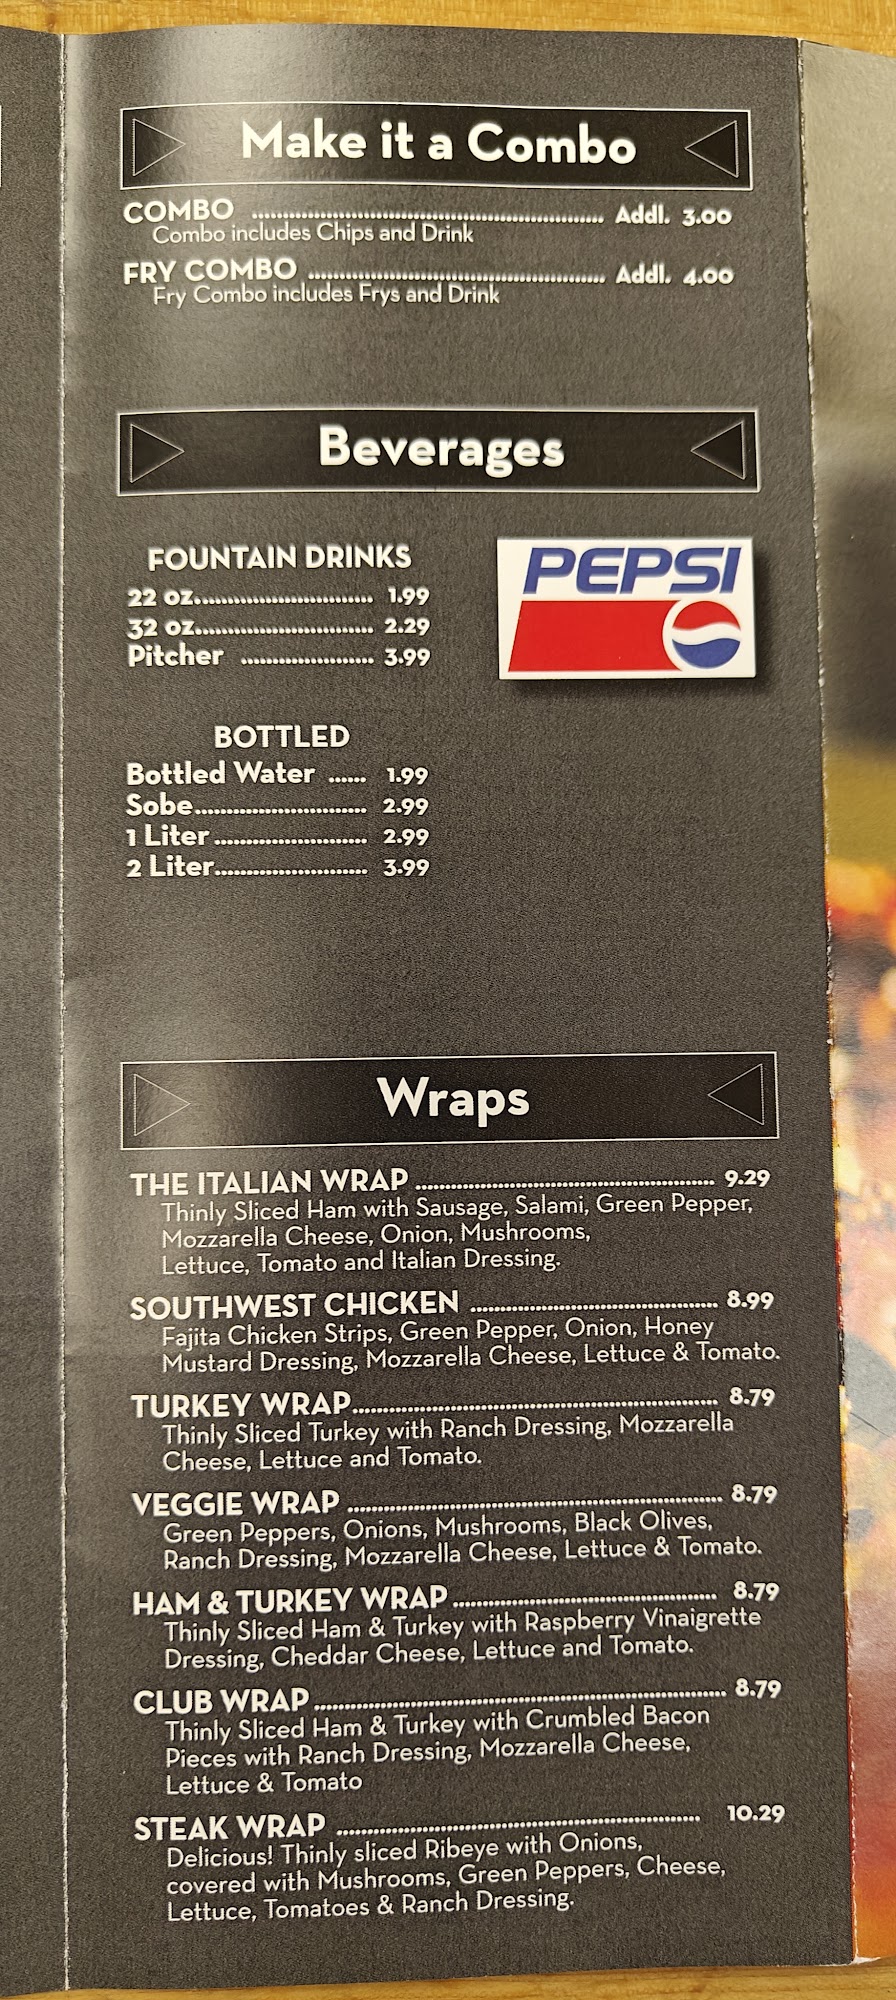 Make it a Combo
COMBO ........................................ Addl. 3.00
Combo includes Chips and Drink
FRY COMBO ........................................ Addl. 4.00
Fry Combo includes Frys and Drink
Beverages
FOUNTAIN DRINKS
22 oz.............................. 1.99
32 oz.............................. 2.29
Pitcher ...................... 3.99
PEPSI
BOTTLED
Bottled Water ...... 1.99
Sobe............................. 2.99
1 Liter.......................... 2.99
2 Liter.......................... 3.99
Wraps
THE ITALIAN WRAP ........................................ 9.29
Thinly Sliced Ham with Sausage, Salami, Green Pepper,
Mozzarella Cheese, Onion, Mushrooms,
Lettuce, Tomato and Italian Dressing.
SOUTHWEST CHICKEN ........................................ 8.99
Fajita Chicken Strips, Green Pepper, Onion, Honey
Mustard Dressing, Mozzarella Cheese, Lettuce & Tomato.
TURKEY WRAP........................................ 8.79
Thinly Sliced Turkey with Ranch Dressing, Mozzarella
Cheese, Lettuce and Tomato.
VEGGIE WRAP ........................................ 8.79
Green Peppers, Onions, Mushrooms, Black Olives,
Ranch Dressing, Mozzarella Cheese, Lettuce & Tomato.
HAM & TURKEY WRAP........................................ 8.79
Thinly Sliced Ham & Turkey with Raspberry Vinaigrette
Dressing, Cheddar Cheese, Lettuce and Tomato.
CLUB WRAP ........................................ 8.79
Thinly Sliced Ham & Turkey with Crumbled Bacon
Pieces with Ranch Dressing, Mozzarella Cheese,
Lettuce & Tomato
STEAK WRAP ........................................ 10.29
Delicious! Thinly sliced Ribeye with Onions,
covered with Mushrooms, Green Peppers, Cheese,
Lettuce, Tomatoes & Ranch Dressing.